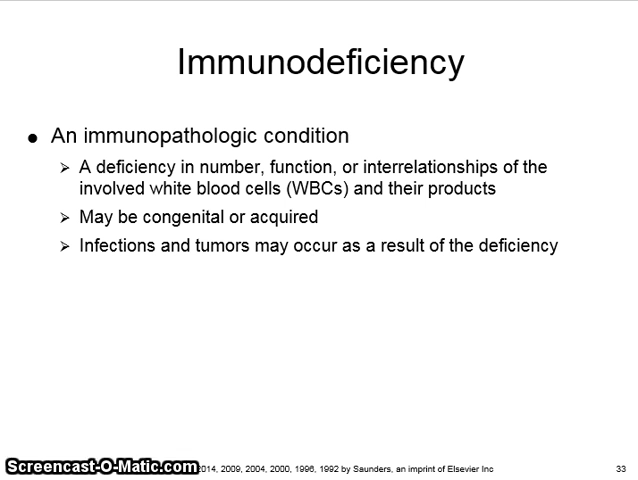 Immunodeficiency
● An immunopathologic condition
➢ A deficiency in number, function, or interrelationships of the
involved white blood cells (WBCs) and their products
➢ May be congenital or acquired
➢ Infections and tumors may occur as a result of the deficiency
Screencast-O-Matic.com 2014, 2009, 2004, 2000, 1996, 1992 by Saunders, an imprint of Elsevier Inc 33